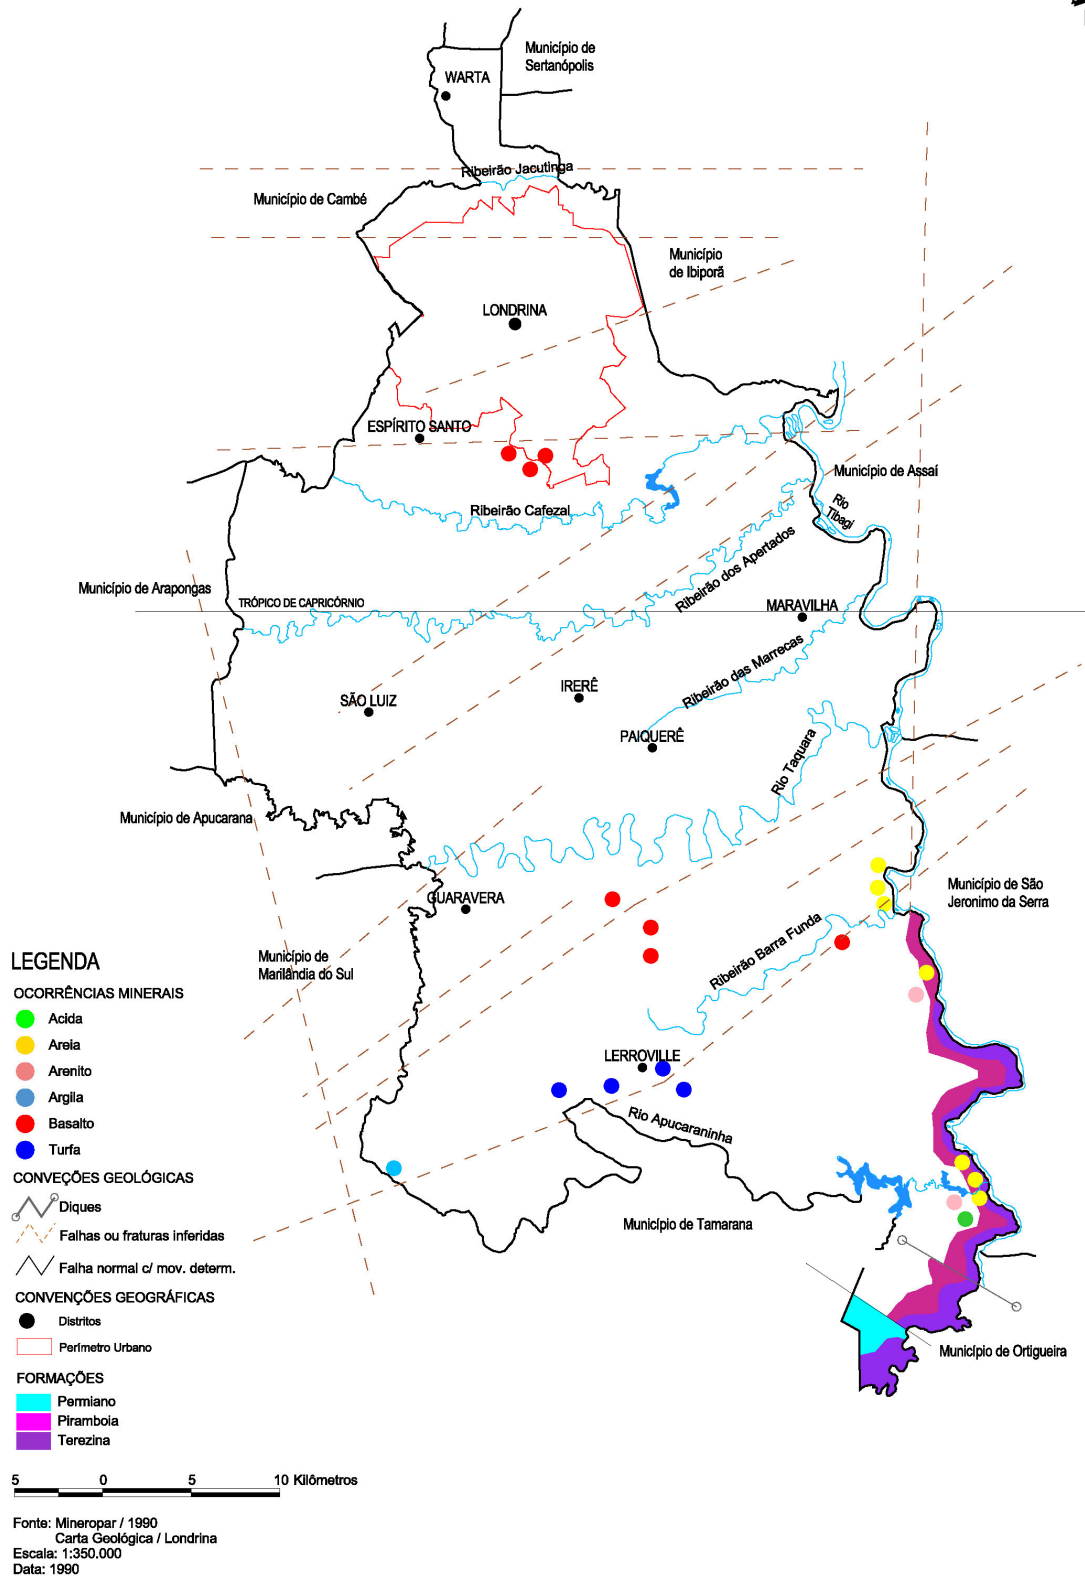 Município de
Sertanópolis
WARTA
Ribeirão Jacutinga
Município de Cambé
Município
de Ibiporã
LONDRINA
ESPÍRITO SANTO
Município de Assaí
Ribeirão Cafezal
Rio
Tibagi
Ribeirão dos Apertados
Município de Arapongas
TRÓPICO DE CAPRICÓRNIO
MARAVILHA
Ribeirão das Marrecas
IRERÊ
SÃO LUIZ
PAIQUERÊ
Rio Taquara
Município de Apucarana
Município de São
Jeronimo da Serra
GUARAVERA
Ribeirão Barra Funda
Município de
Marilândia do Sul
LERROVILLE
Rio Apucaraninha
Município de Tamarana
Município de Ortigueira
LEGENDA
OCORRÊNCIAS MINERAIS
Acida
Areia
Arenito
Argila
Basalto
Turfa
CONVEÇÕES GEOLÓGICAS
Diques
Falhas ou fraturas inferidas
Falha normal c/ mov. determ.
CONVENÇÕES GEOGRÁFICAS
Distritos
Perímetro Urbano
FORMAÇÕES
Permiano
Piramboia
Terezina
5 0 5 10 Kilômetros
Fonte: Mineropar / 1990
Carta Geológica / Londrina
Escala: 1:350.000
Data: 1990